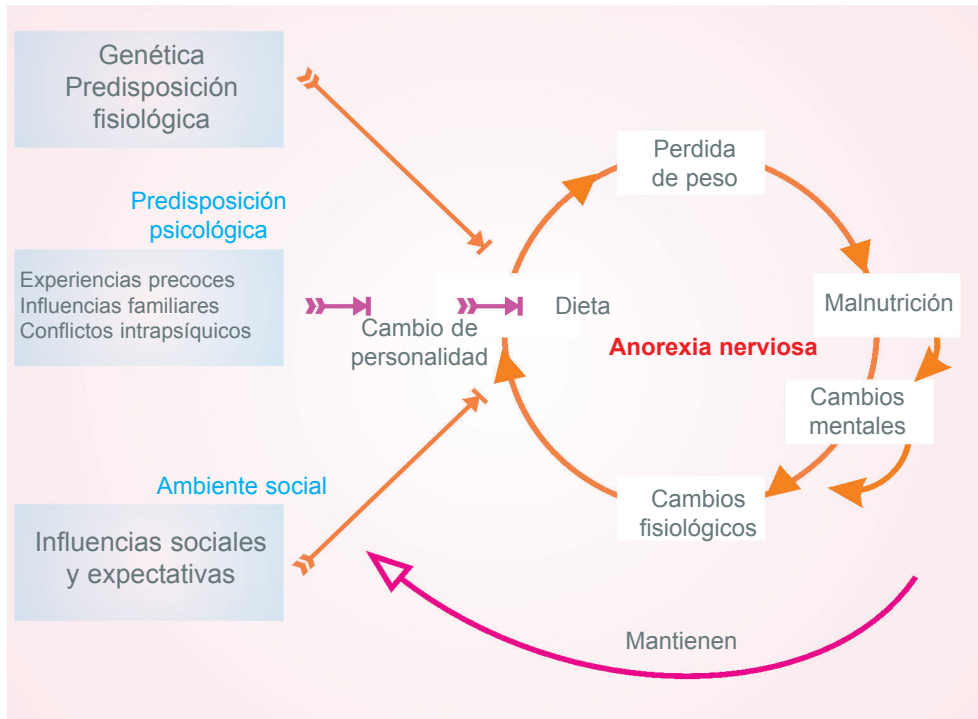 Genética
Predisposición
fisiológica
Predisposición
psicológica
Experiencias precoces
Influencias familiares
Conflictos intrapsíquicos
Cambio de
personalidad
Ambiente social
Influencias sociales
y expectativas
Dieta
Perdida
de peso
Malnutrición
Anorexia nerviosa
Cambios
mentales
Cambios
fisiológicos
Mantienen